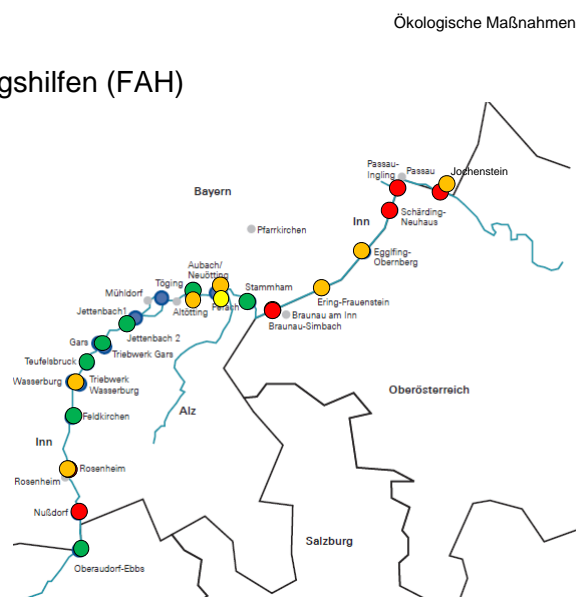 Ökologische Maßnahmen
gshilfen (FAH)
Passau-
Ingling
Passau
Jochenstein
Bayern
Schärding-
Neuhaus
Inn
Pfarrkirchen
Egglfing-
Obernberg
Aubach/
Neuötting
Töging
Stammham
Mühldorf
Perach
Ering-Frauenstein
Altötting
Jettenbach1
Braunau am Inn
Braunau-Simbach
Jettenbach 2
Gars
Triebwerk Gars
Teufelsbruck
Wasserburg
Triebwerk
Wasserburg
Oberösterreich
Alz
Feldkirchen
Inn
Rosenheim
Rosenheim
Nußdorf
Salzburg
Oberaudorf-Ebbs